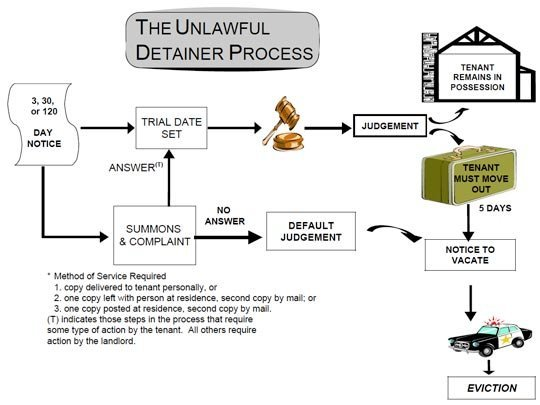 THE UNLAWFUL
DETAINER PROCESS
3, 30,
or 120
DAY
NOTICE
TRIAL DATE
SET
JUDGEMENT
TENANT
REMAINS IN
POSSESSION
TENANT
MUST MOVE
OUT
5 DAYS
ANSWER(T)
SUMMONS
& COMPLAINT
NO
ANSWER
DEFAULT
JUDGEMENT
NOTICE TO
VACATE
EVICTION
* Method of Service Required
1. copy delivered to tenant personally, or
2. one copy left with person at residence, second copy by mail; or
3. one copy posted at residence, second copy by mail.
(T) indicates those steps in the process that require
some type of action by the tenant. All others require
action by the landlord.